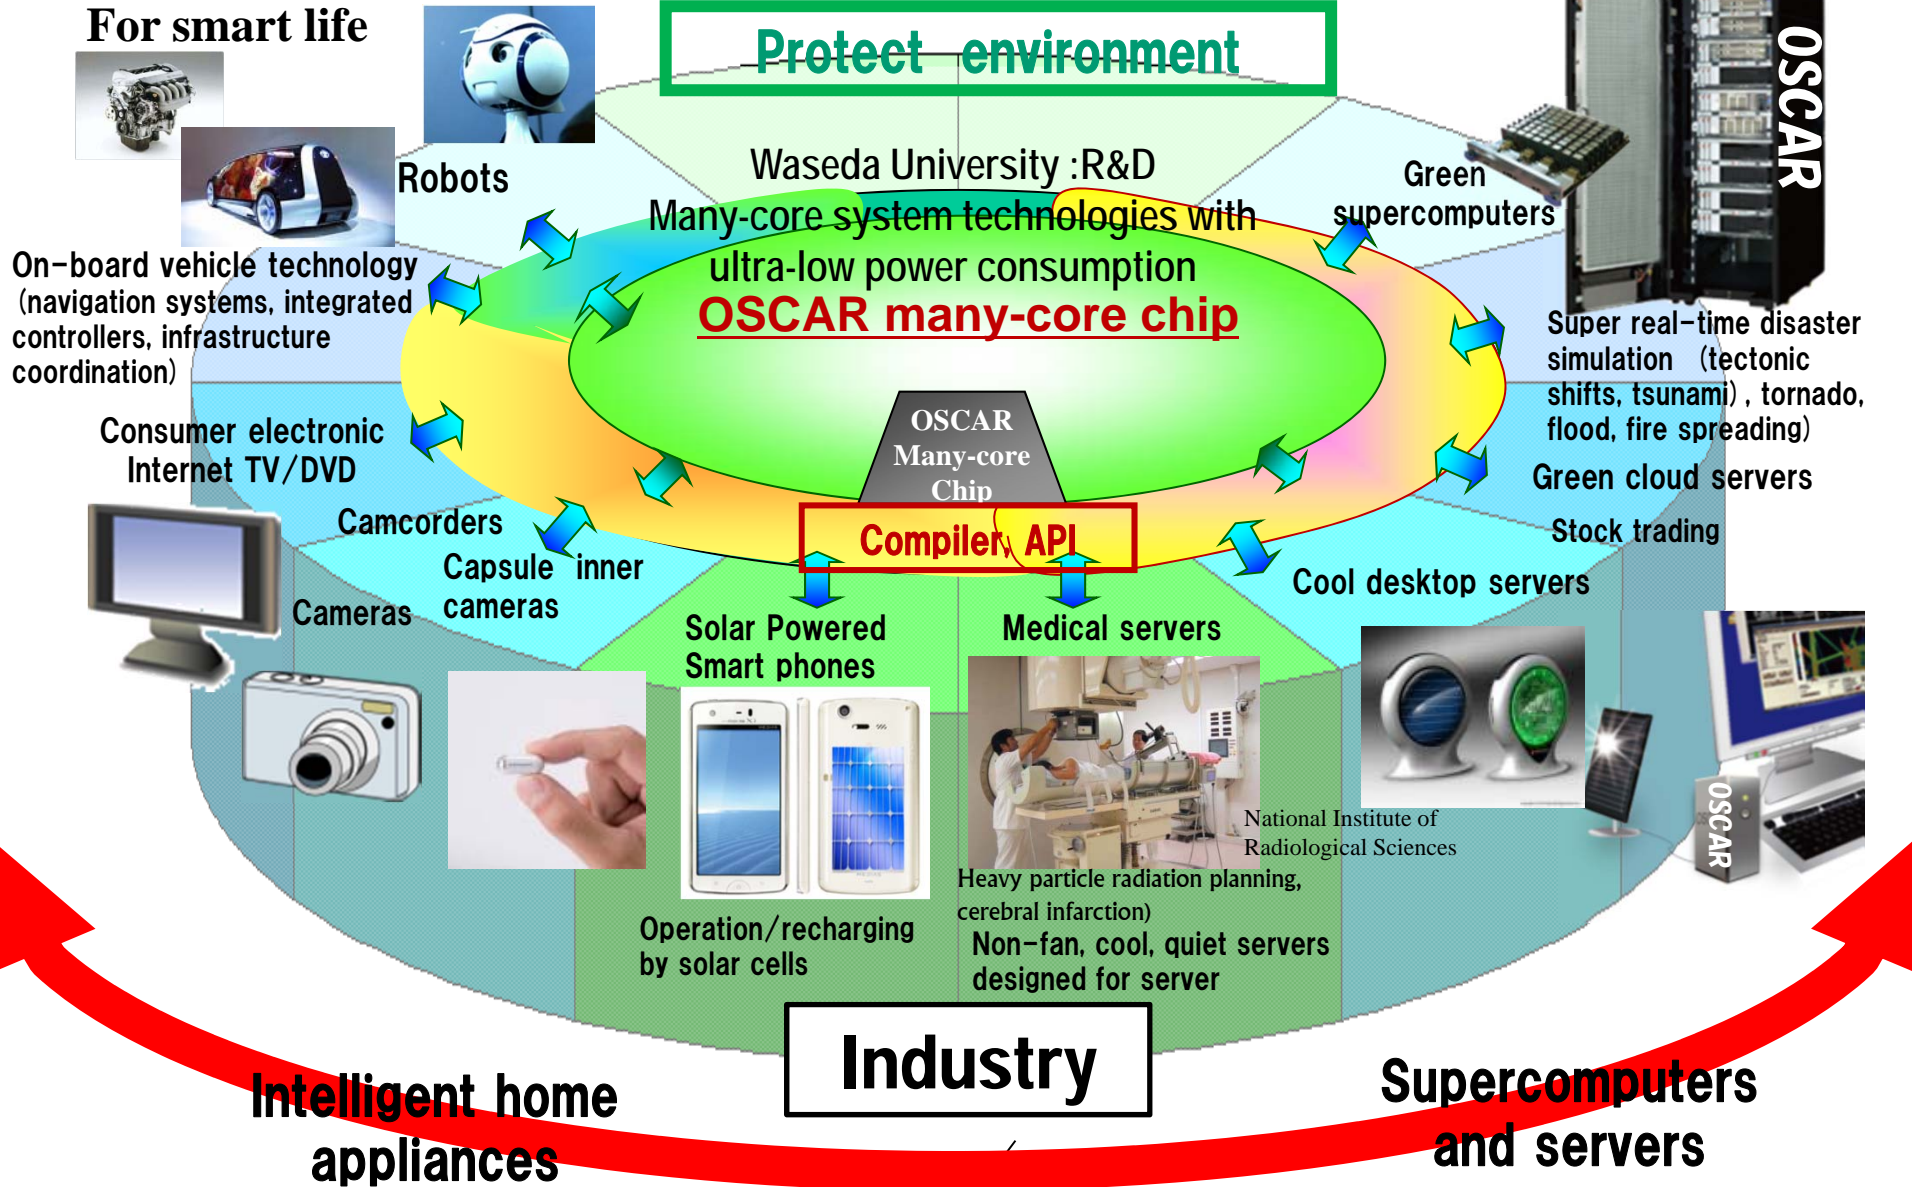 For smart life
Protect environment
OSCAR
Robots
Waseda University :R&D
Many-core system technologies with
ultra-low power consumption
OSCAR many-core chip
Green
supercomputers
On-board vehicle technology
(navigation systems, integrated
controllers, infrastructure
coordination)
Super real-time disaster
simulation (tectonic
shifts, tsunami), tornado,
flood, fire spreading)
Consumer electronic
Internet TV/DVD
OSCAR
Many-core
Chip
Green cloud servers
Camcorders
Compiler, API
Stock trading
Capsule inner
cameras
Cool desktop servers
Cameras
Solar Powered
Smart phones
Medical servers
National Institute of
Radiological Sciences
OSCAR
Heavy particle radiation planning,
cerebral infarction)
Operation/recharging
by solar cells
Non-fan, cool, quiet servers
designed for server
Industry
Intelligent home
appliances
Supercomputers
and servers